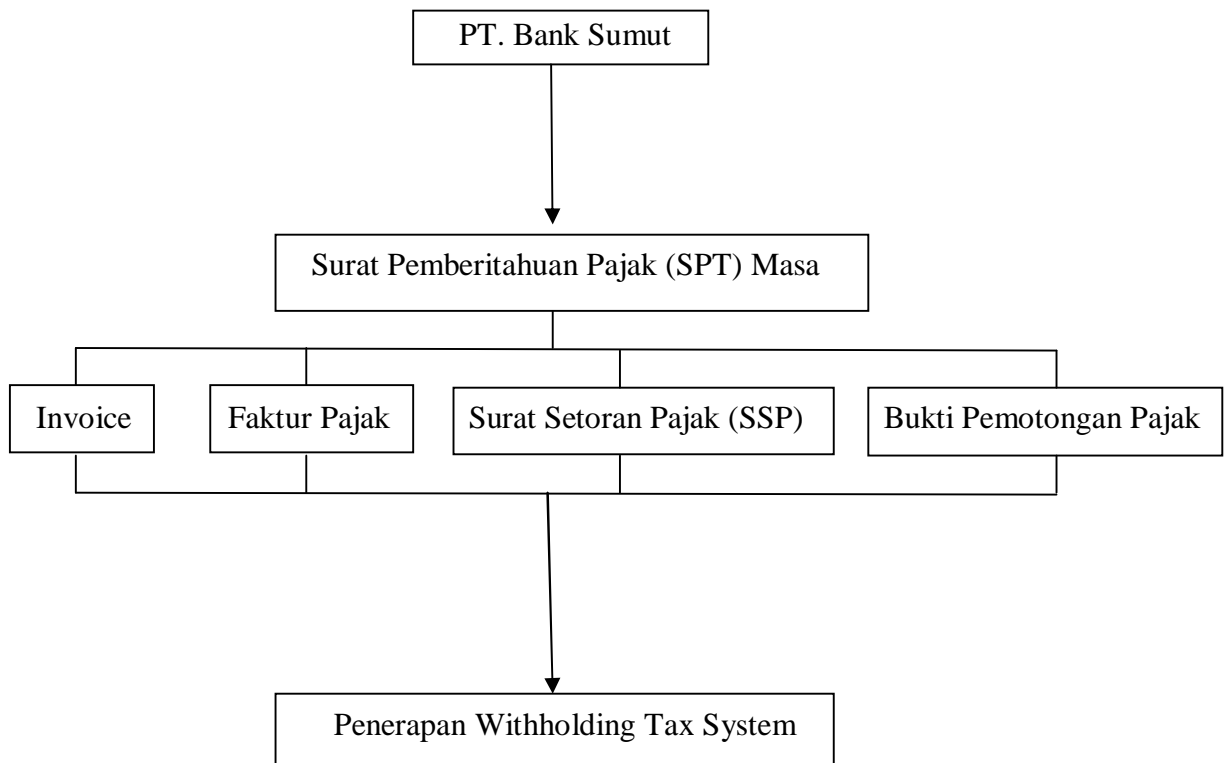 PT. Bank Sumut
Surat Pemberitahuan Pajak (SPT) Masa
Invoice
Faktur Pajak
Surat Setoran Pajak (SSP)
Bukti Pemotongan Pajak
Penerapan Withholding Tax System